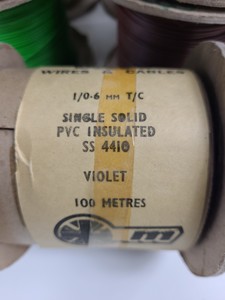 WIRES & CABLES
1/0·6 MM T/C
SINGLE SOLID
PVC INSULATED
SS 4410
VIOLET
100 METRES
m